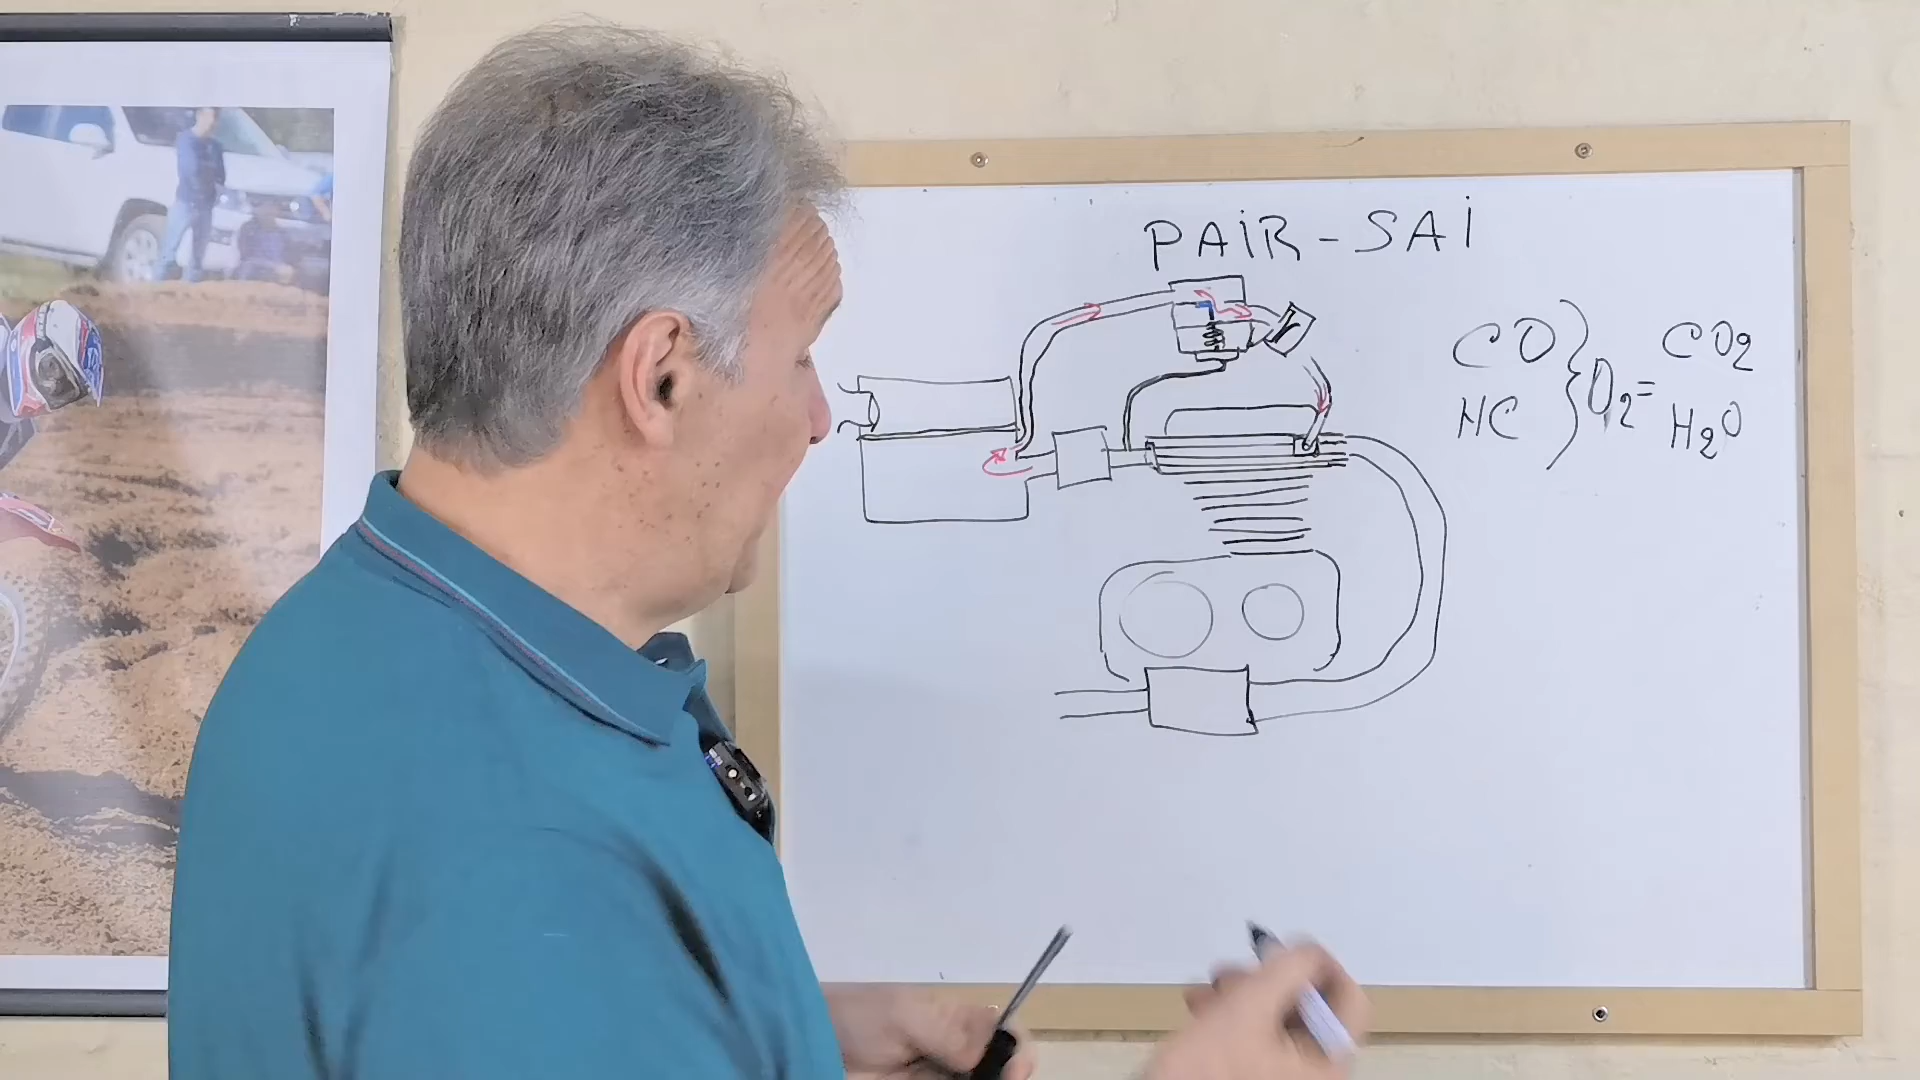 PAIR-SAI
CO
HC
} O2 =
CO2
H2O